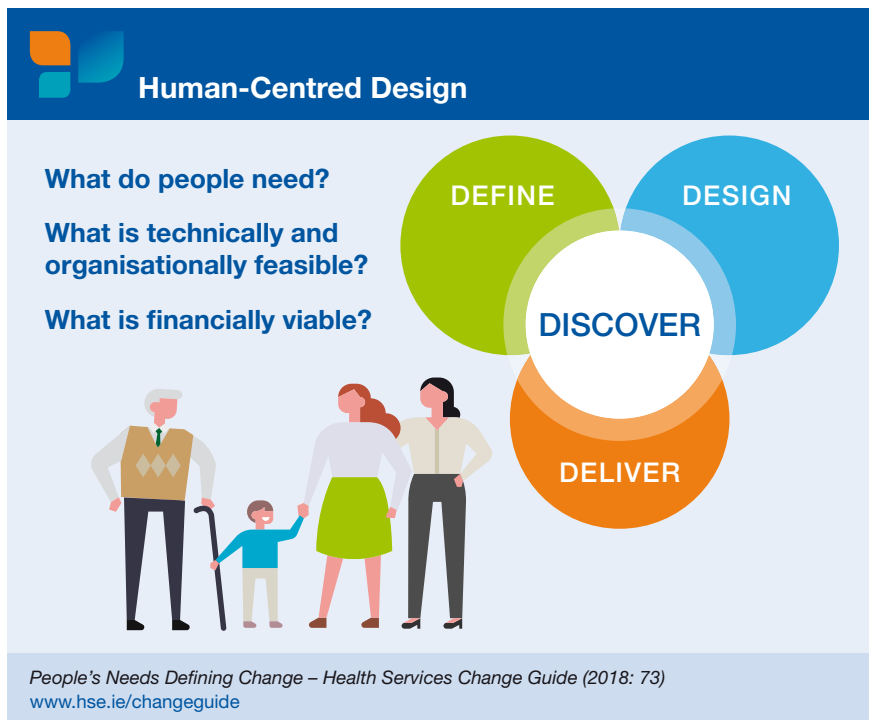 Human-Centred Design
What do people need?
What is technically and
organisationally feasible?
What is financially viable?
DEFINE
DESIGN
DISCOVER
DELIVER
People’s Needs Defining Change – Health Services Change Guide (2018: 73)
www.hse.ie/changeguide